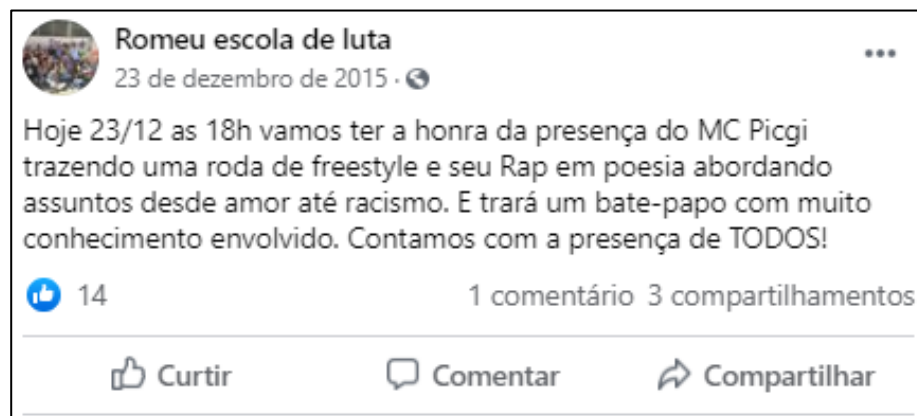 Romeu escola de luta
23 de dezembro de 2015 ·
Hoje 23/12 as 18h vamos ter a honra da presença do MC Picgi
trazendo uma roda de freestyle e seu Rap em poesia abordando
assuntos desde amor até racismo. E trará um bate-papo com muito
conhecimento envolvido. Contamos com a presença de TODOS!
14 1 comentário 3 compartilhamentos
Curtir Comentar Compartilhar